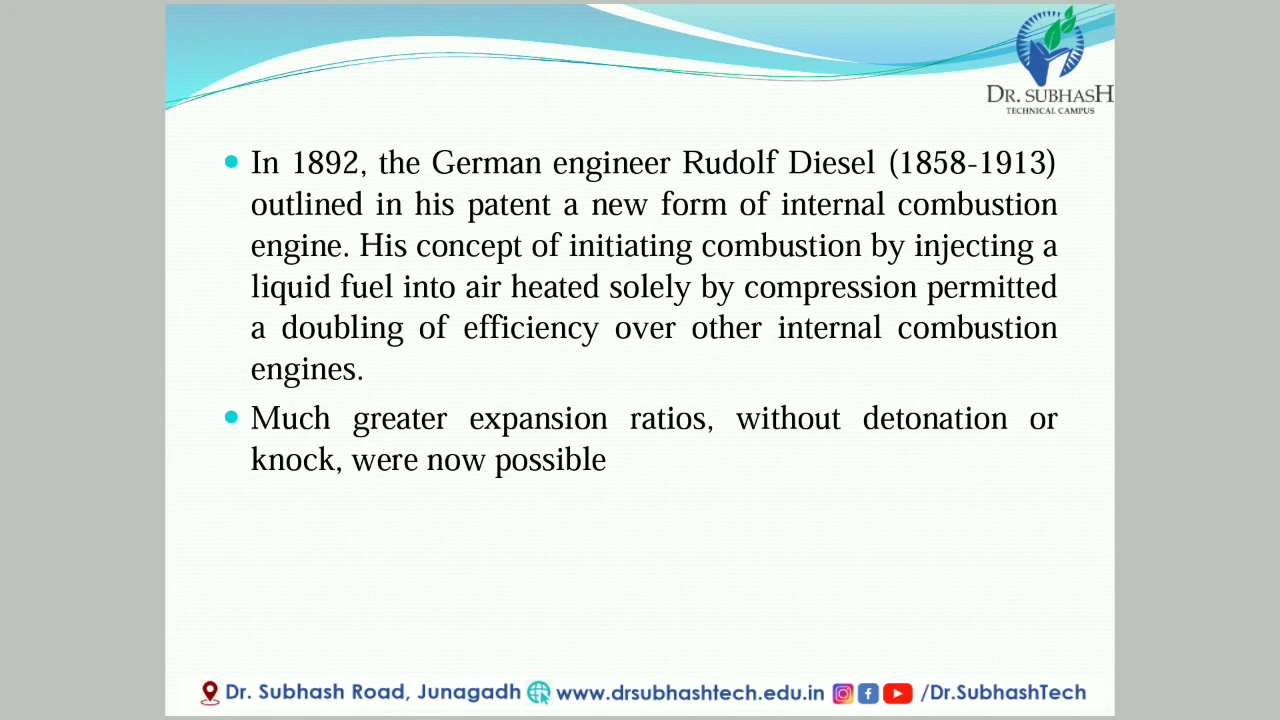 DR. SUBHASH
TECHNICAL CAMPUS
In 1892, the German engineer Rudolf Diesel (1858-1913)
outlined in his patent a new form of internal combustion
engine. His concept of initiating combustion by injecting a
liquid fuel into air heated solely by compression permitted
a doubling of efficiency over other internal combustion
engines.
Much greater expansion ratios, without detonation or
knock, were now possible
Dr. Subhash Road, Junagadh www.drsubhashtech.edu.in /Dr.SubhashTech